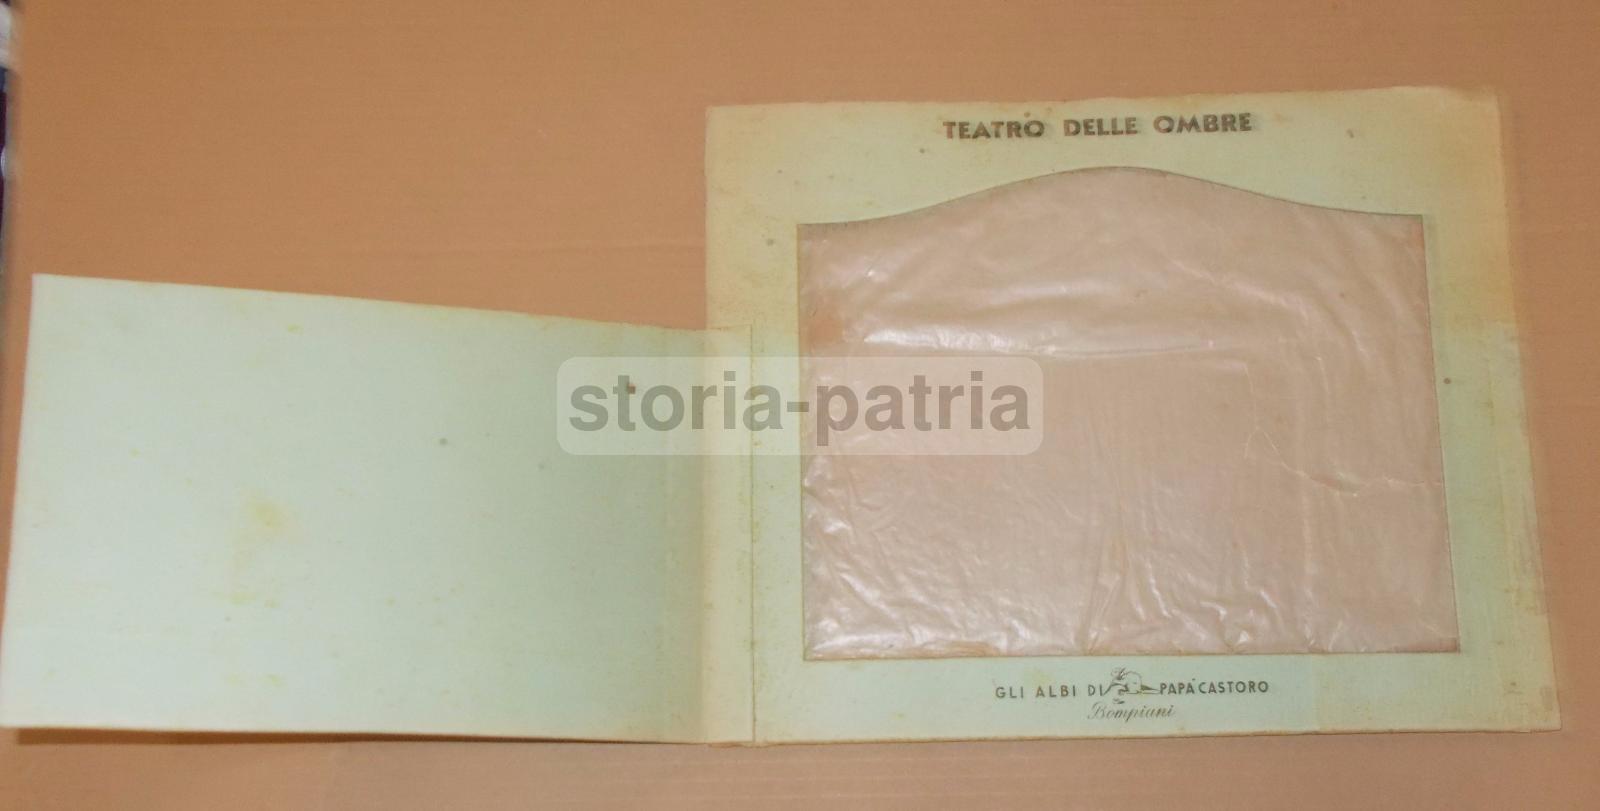 TEATRO DELLE OMBRE
storia-patria
GLI ALBI DI PAPÀ CASTORO
Bompiani